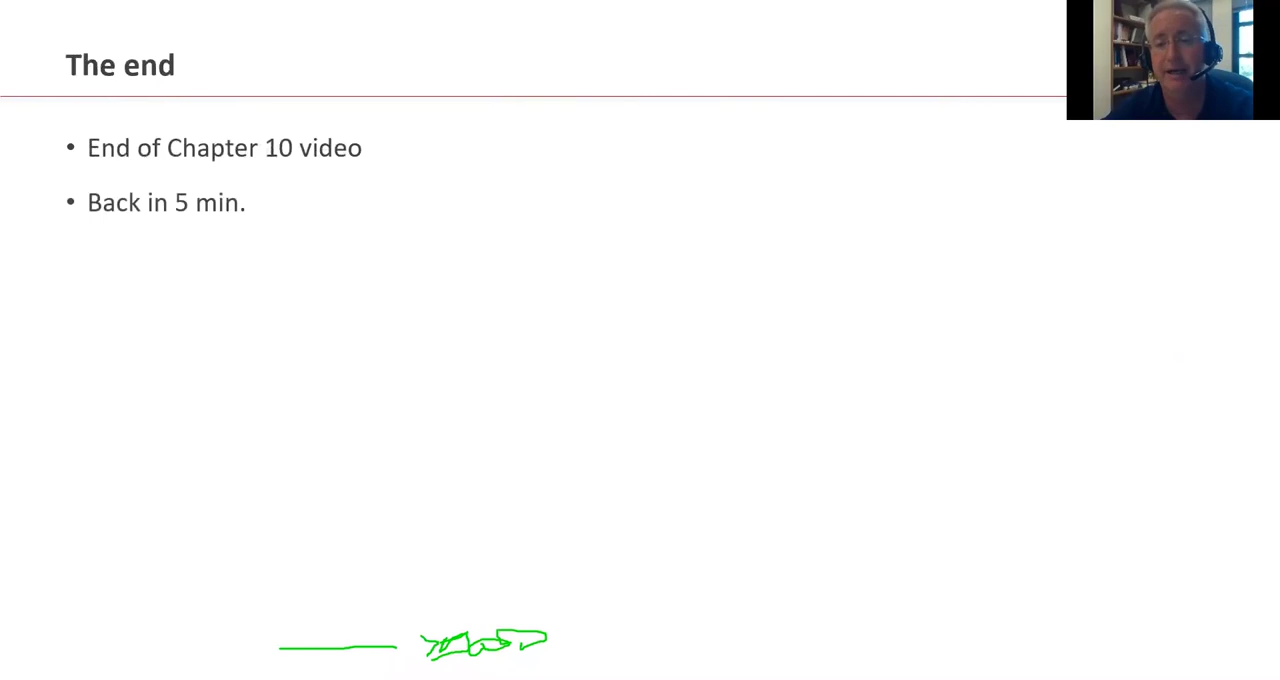 The end
• End of Chapter 10 video
• Back in 5 min.